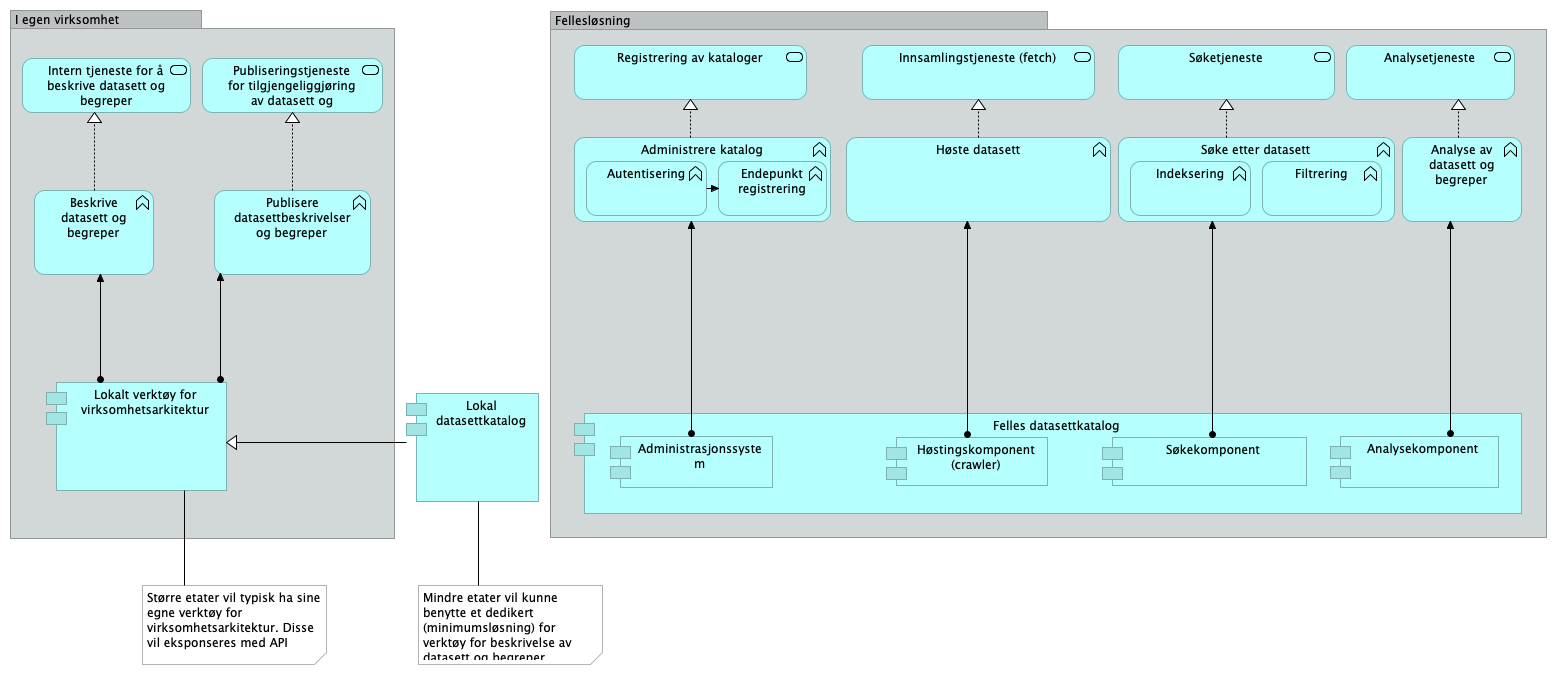 I egen virksomhet
Intern tjeneste for å
beskrive datasett og
begreper
Publiseringstjeneste
for tilgjengeliggjøring
av datasett og
Beskrive
datasett og
begreper
Publisere
datasettbeskrivelser
og begreper
Lokalt verktøy for
virksomhetsarkitektur
Lokal
datasettkatalog
Større etater vil typisk ha sine
egne verktøy for
virksomhetsarkitektur. Disse
vil eksponeres med API
Mindre etater vil kunne
benytte et dedikert
(minimumsløsning) for
verktøy for beskrivelse av
datasett og begreper
Fellesløsning
Registrering av kataloger
Innsamlingstjeneste (fetch)
Søketjeneste
Analysetjeneste
Administrere katalog
Autentisering
Endepunkt
registrering
Høste datasett
Søke etter datasett
Indeksering
Filtrering
Analyse av
datasett og
begreper
Felles datasettkatalog
Administrasjonssyste
m
Høstingskomponent
(crawler)
Søkekomponent
Analysekomponent